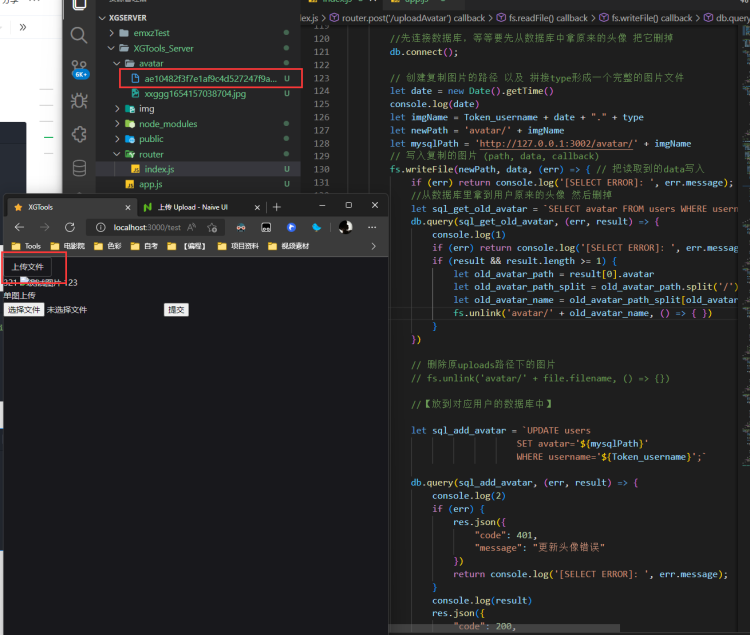 XGSERVER
emxzTest
XGTools_Server
avatar
ae10482f3f7e1af9c4d527247f9a... U
xxggg1654157038704.jpg U
img
node_modules
public
router
index.js U
app.js U
6K+
router.post('/uploadAvatar') callback > fs.readFile() callback > fs.writeFile() callback > db.query
120 //先连接数据库，等等要先从数据库中拿原来的头像 把它删掉
121 db.connect();
122
123 // 创建复制图片的路径 以及 拼接type形成一个完整的图片文件
124 let date = new Date().getTime()
125 console.log(date)
126 let imgName = Token_username + date + "." + type
127 let newPath = 'avatar/' + imgName
128 let mysqlPath = 'http://127.0.0.1:3002/avatar/' + imgName
129 // 写入复制的图片 (path, data, callback)
130 fs.writeFile(newPath, data, (err) => { // 把读取到的data写入
131 if (err) return console.log('[SELECT ERROR]: ', err.message);
//从数据库里拿到用户原来的头像 然后删掉
let sql_get_old_avatar = `SELECT avatar FROM users WHERE usern
db.query(sql_get_old_avatar, (err, result) => {
console.log(1)
if (err) return console.log('[SELECT ERROR]: ', err.messag
if (result && result.length >= 1) {
let old_avatar_path = result[0].avatar
let old_avatar_path_split = old_avatar_path.split('/')
let old_avatar_name = old_avatar_path_split[old_avatar
fs.unlink('avatar/' + old_avatar_name, () => { })
}
})
// 删除原uploads路径下的图片
// fs.unlink('avatar/' + file.filename, () => {})
//【放到对应用户的数据库中】
let sql_add_avatar = `UPDATE users
SET avatar='${mysqlPath}'
WHERE username='${Token_username}';`
db.query(sql_add_avatar, (err, result) => {
console.log(2)
if (err) {
res.json({
"code": 401,
"message": "更新头像错误"
})
return console.log('[SELECT ERROR]: ', err.message);
}
console.log(result)
res.json({
"code": 200,
XGTools
上传 Upload - Naive UI
localhost:3000/test
Tools 电影院 色彩 自考 【编程】 项目资料 视频素材
上传文件
单图上传
选择文件 未选择文件 提交